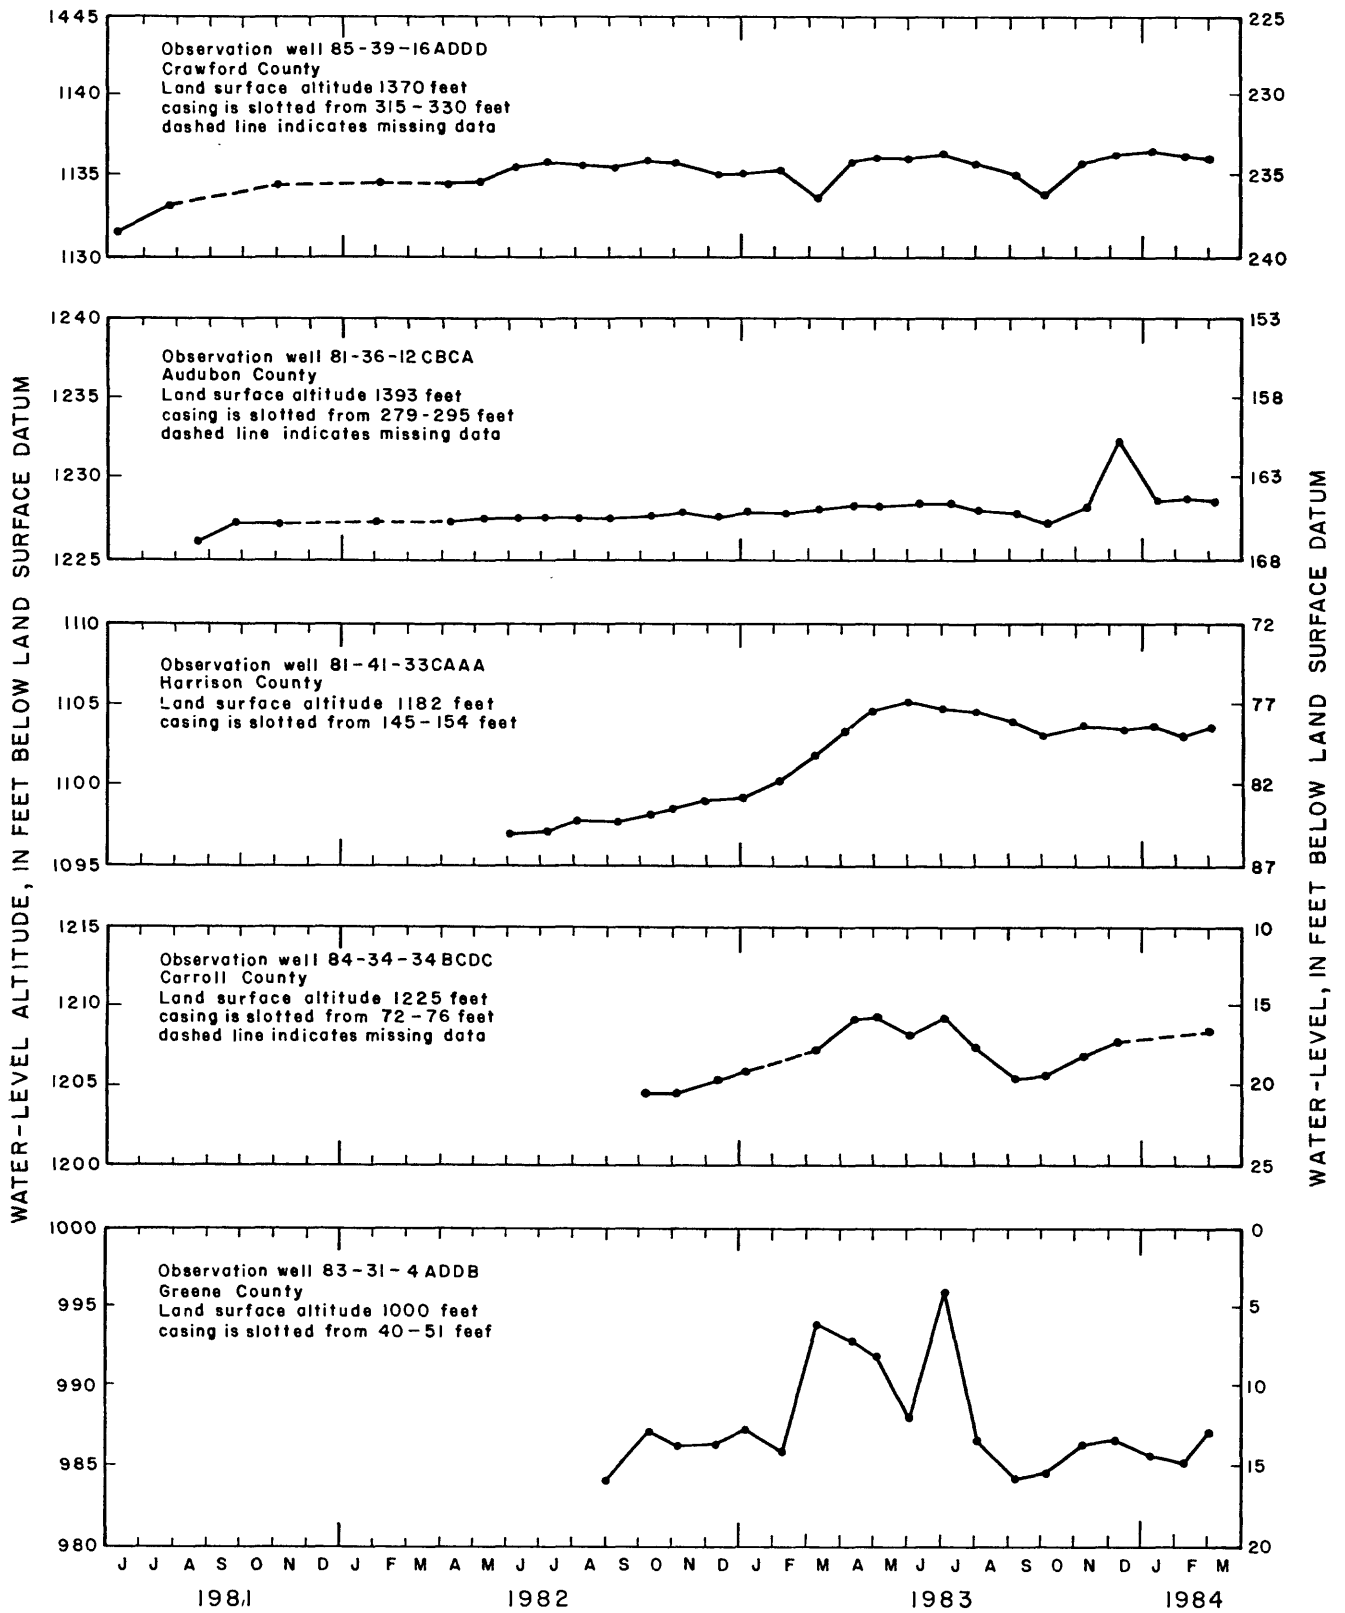 WATER-LEVEL ALTITUDE, IN FEET BELOW LAND SURFACE DATUM
WATER-LEVEL, IN FEET BELOW LAND SURFACE DATUM
1445
1140
1135
1130
Observation well 85-39-16ADDD
Crawford County
Land surface altitude 1370 feet
casing is slotted from 315-330 feet
dashed line indicates missing data
225
230
235
240
1240
1235
1230
1225
Observation well 81-36-12CBCA
Audubon County
Land surface altitude 1393 feet
casing is slotted from 279-295 feet
dashed line indicates missing data
153
158
163
168
1110
1105
1100
1095
Observation well 81-41-33CAAA
Harrison County
Land surface altitude 1182 feet
casing is slotted from 145-154 feet
72
77
82
87
1215
1210
1205
1200
Observation well 84-34-34BCDC
Carroll County
Land surface altitude 1225 feet
casing is slotted from 72-76 feet
dashed line indicates missing data
10
15
20
25
1000
995
990
985
980
Observation well 83-31-4ADDB
Greene County
Land surface altitude 1000 feet
casing is slotted from 40-51 feef
0
5
10
15
20
J J A S O N D J F M A M J J A S O N D J F M A M J J A S O N D J F M
1981 1982 1983 1984